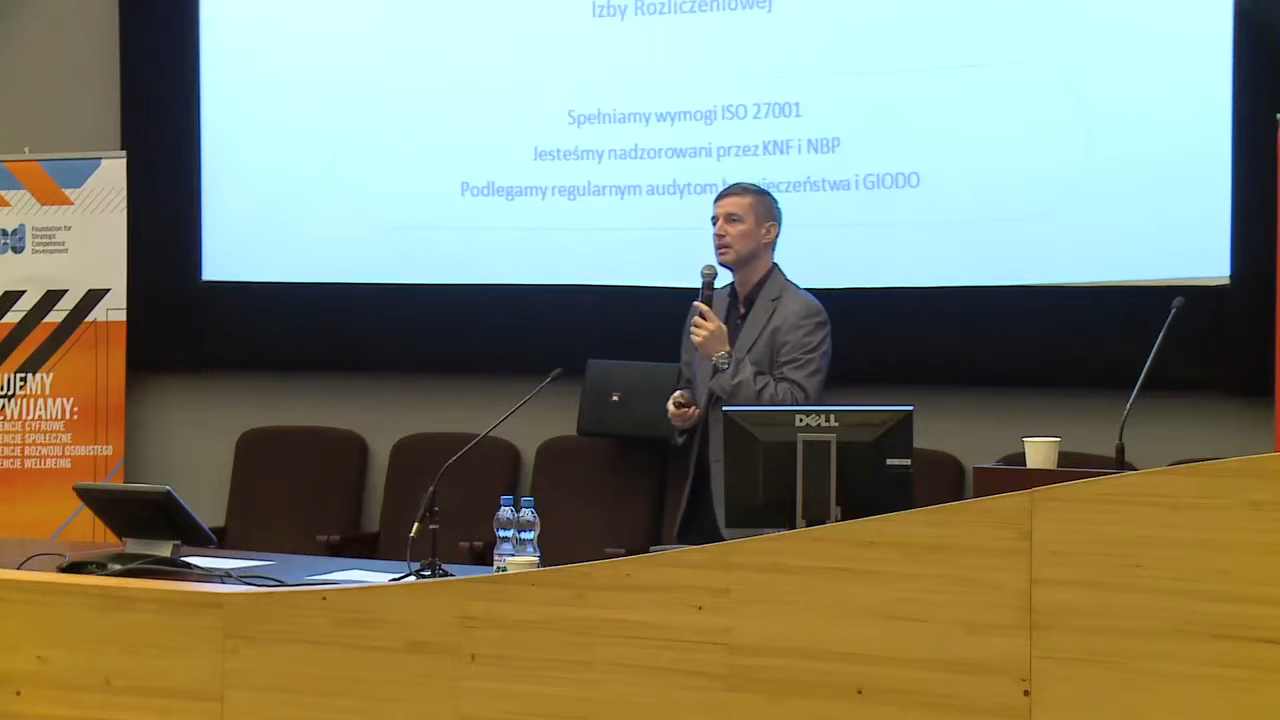 Izby Rozliczeniowej
Spełniamy wymogi ISO 27001
Jesteśmy nadzorowani przez KNF i NBP
Podlegamy regularnym audytom i GIODO
Foundation for
Strategic
Competence
Development
UJEMY
ZWIJAMY:
ENCJE CYFROWE
ENCJE SPOŁECZNE
ENCJE ROZWOJU OSOBISTEGO
ENCJE WELLBEING
DELL